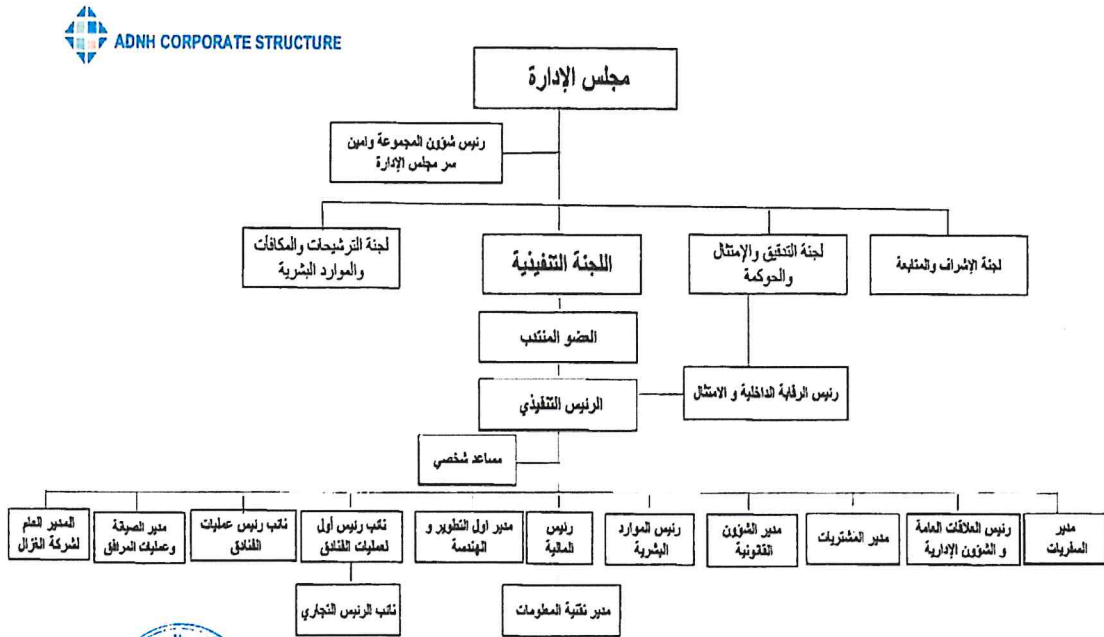 ADNH CORPORATE STRUCTURE
مجلس الإدارة
رئيس شؤون المجموعة وامين
سر مجلس الإدارة
لجنة الإشراف والمتابعة
لجنة التدقيق والإمتثال
والحوكمة
اللجنة التنفيذية
لجنة الترشيحات والمكافأت
والموارد البشرية
العضو المنتدب
رئيس الرقابة الداخلية و الامتثال
الرئيس التنفيذي
مساعد شخصي
مدير
السفريات
رئيس العلاقات العامة
و الشؤون الإدارية
مدير المشتريات
مدير الشؤون
القانونية
رئيس الموارد
البشرية
رئيس
المالية
مدير اول التطوير و
الهندسة
نائب رئيس أول
لعمليات الفنادق
نائب رئيس عمليات
الفنادق
مدير الصيانة
وعمليات المرافق
المدير العام
لشركة الغزال
مدير تقنية المعلومات
نائب الرئيس التجاري